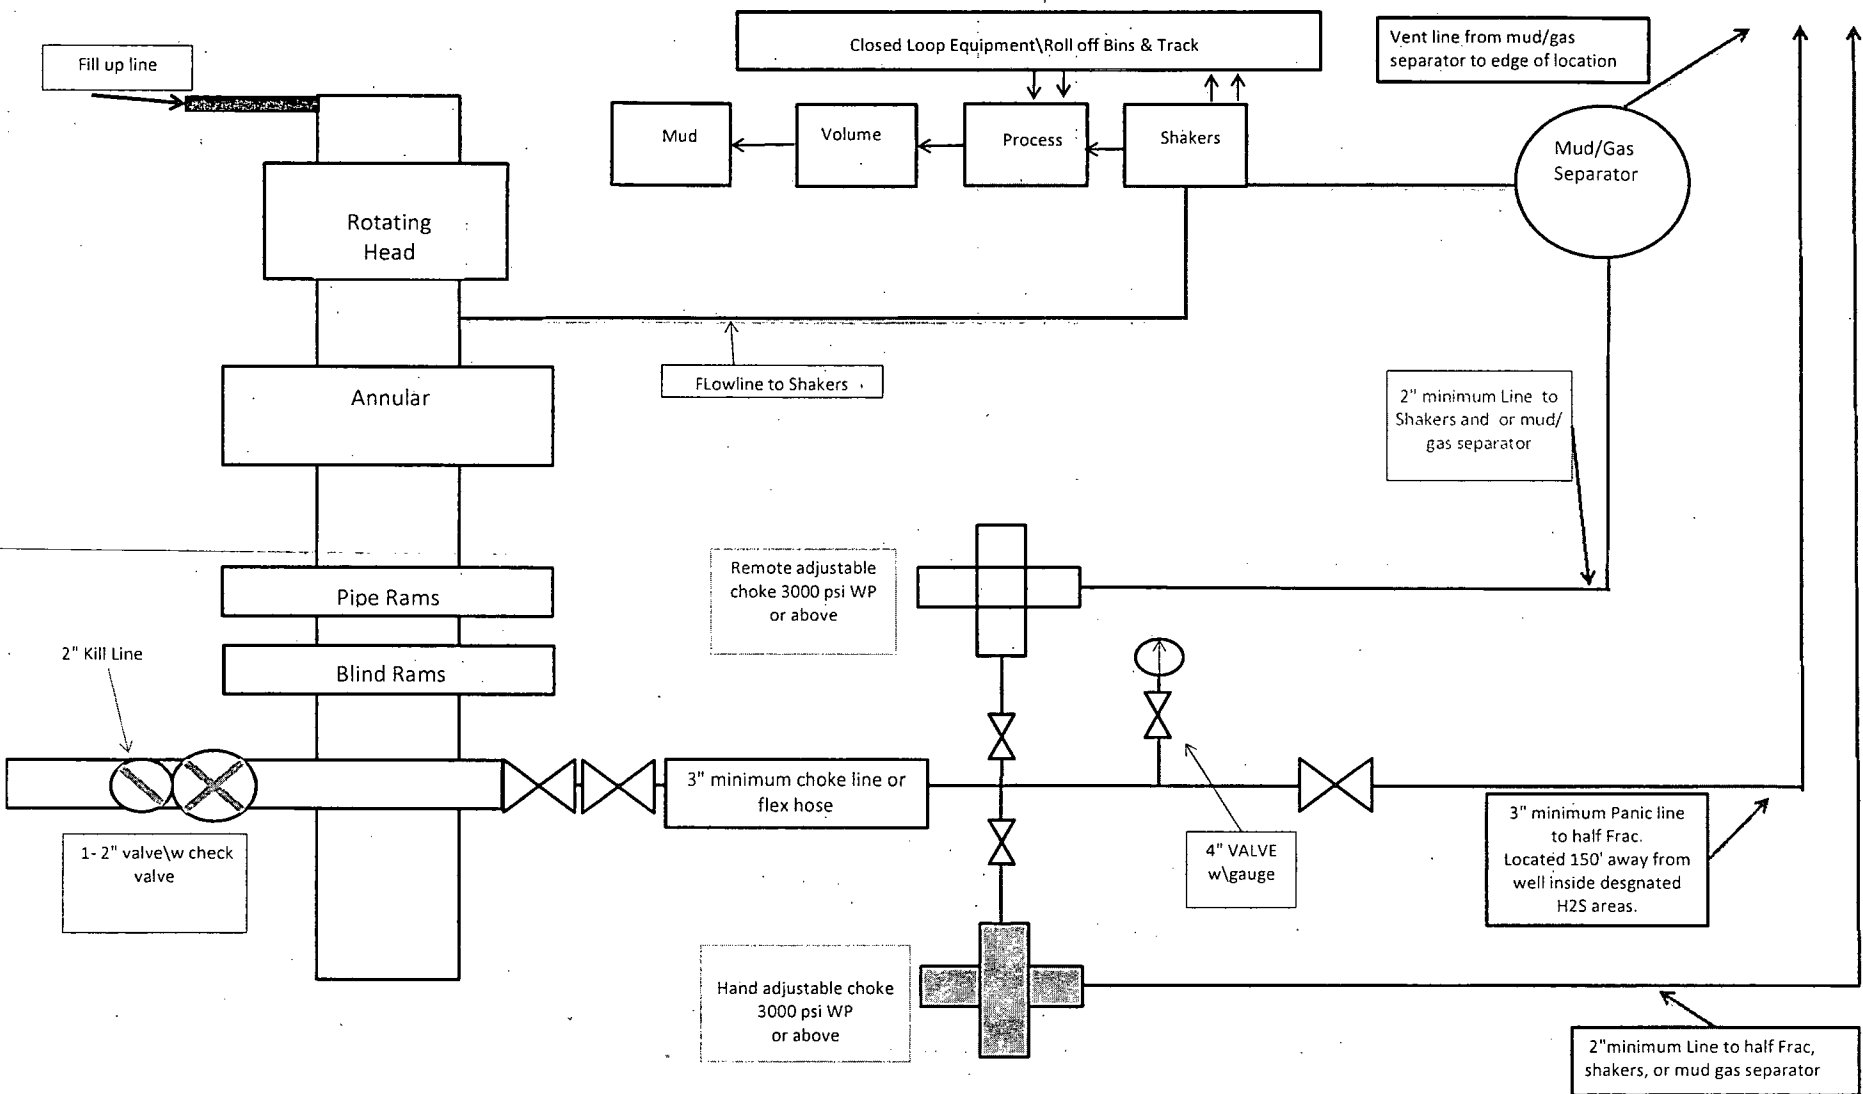 Closed Loop Equipment\Roll off Bins & Track
Vent line from mud/gas
separator to edge of location
Fill up line
Mud
Volume
Process
Shakers
Mud/Gas
Separator
Rotating
Head
FLowline to Shakers
Annular
2" minimum Line to
Shakers and or mud/
gas separator
Remote adjustable
choke 3000 psi WP
or above
Pipe Rams
2" Kill Line
Blind Rams
3" minimum choke line or
flex hose
1- 2" valve\w check
valve
4" VALVE
w\gauge
3" minimum Panic line
to half Frac.
Located 150' away from
well inside desgnated
H2S areas.
Hand adjustable choke
3000 psi WP
or above
2"minimum Line to half Frac,
shakers, or mud gas separator